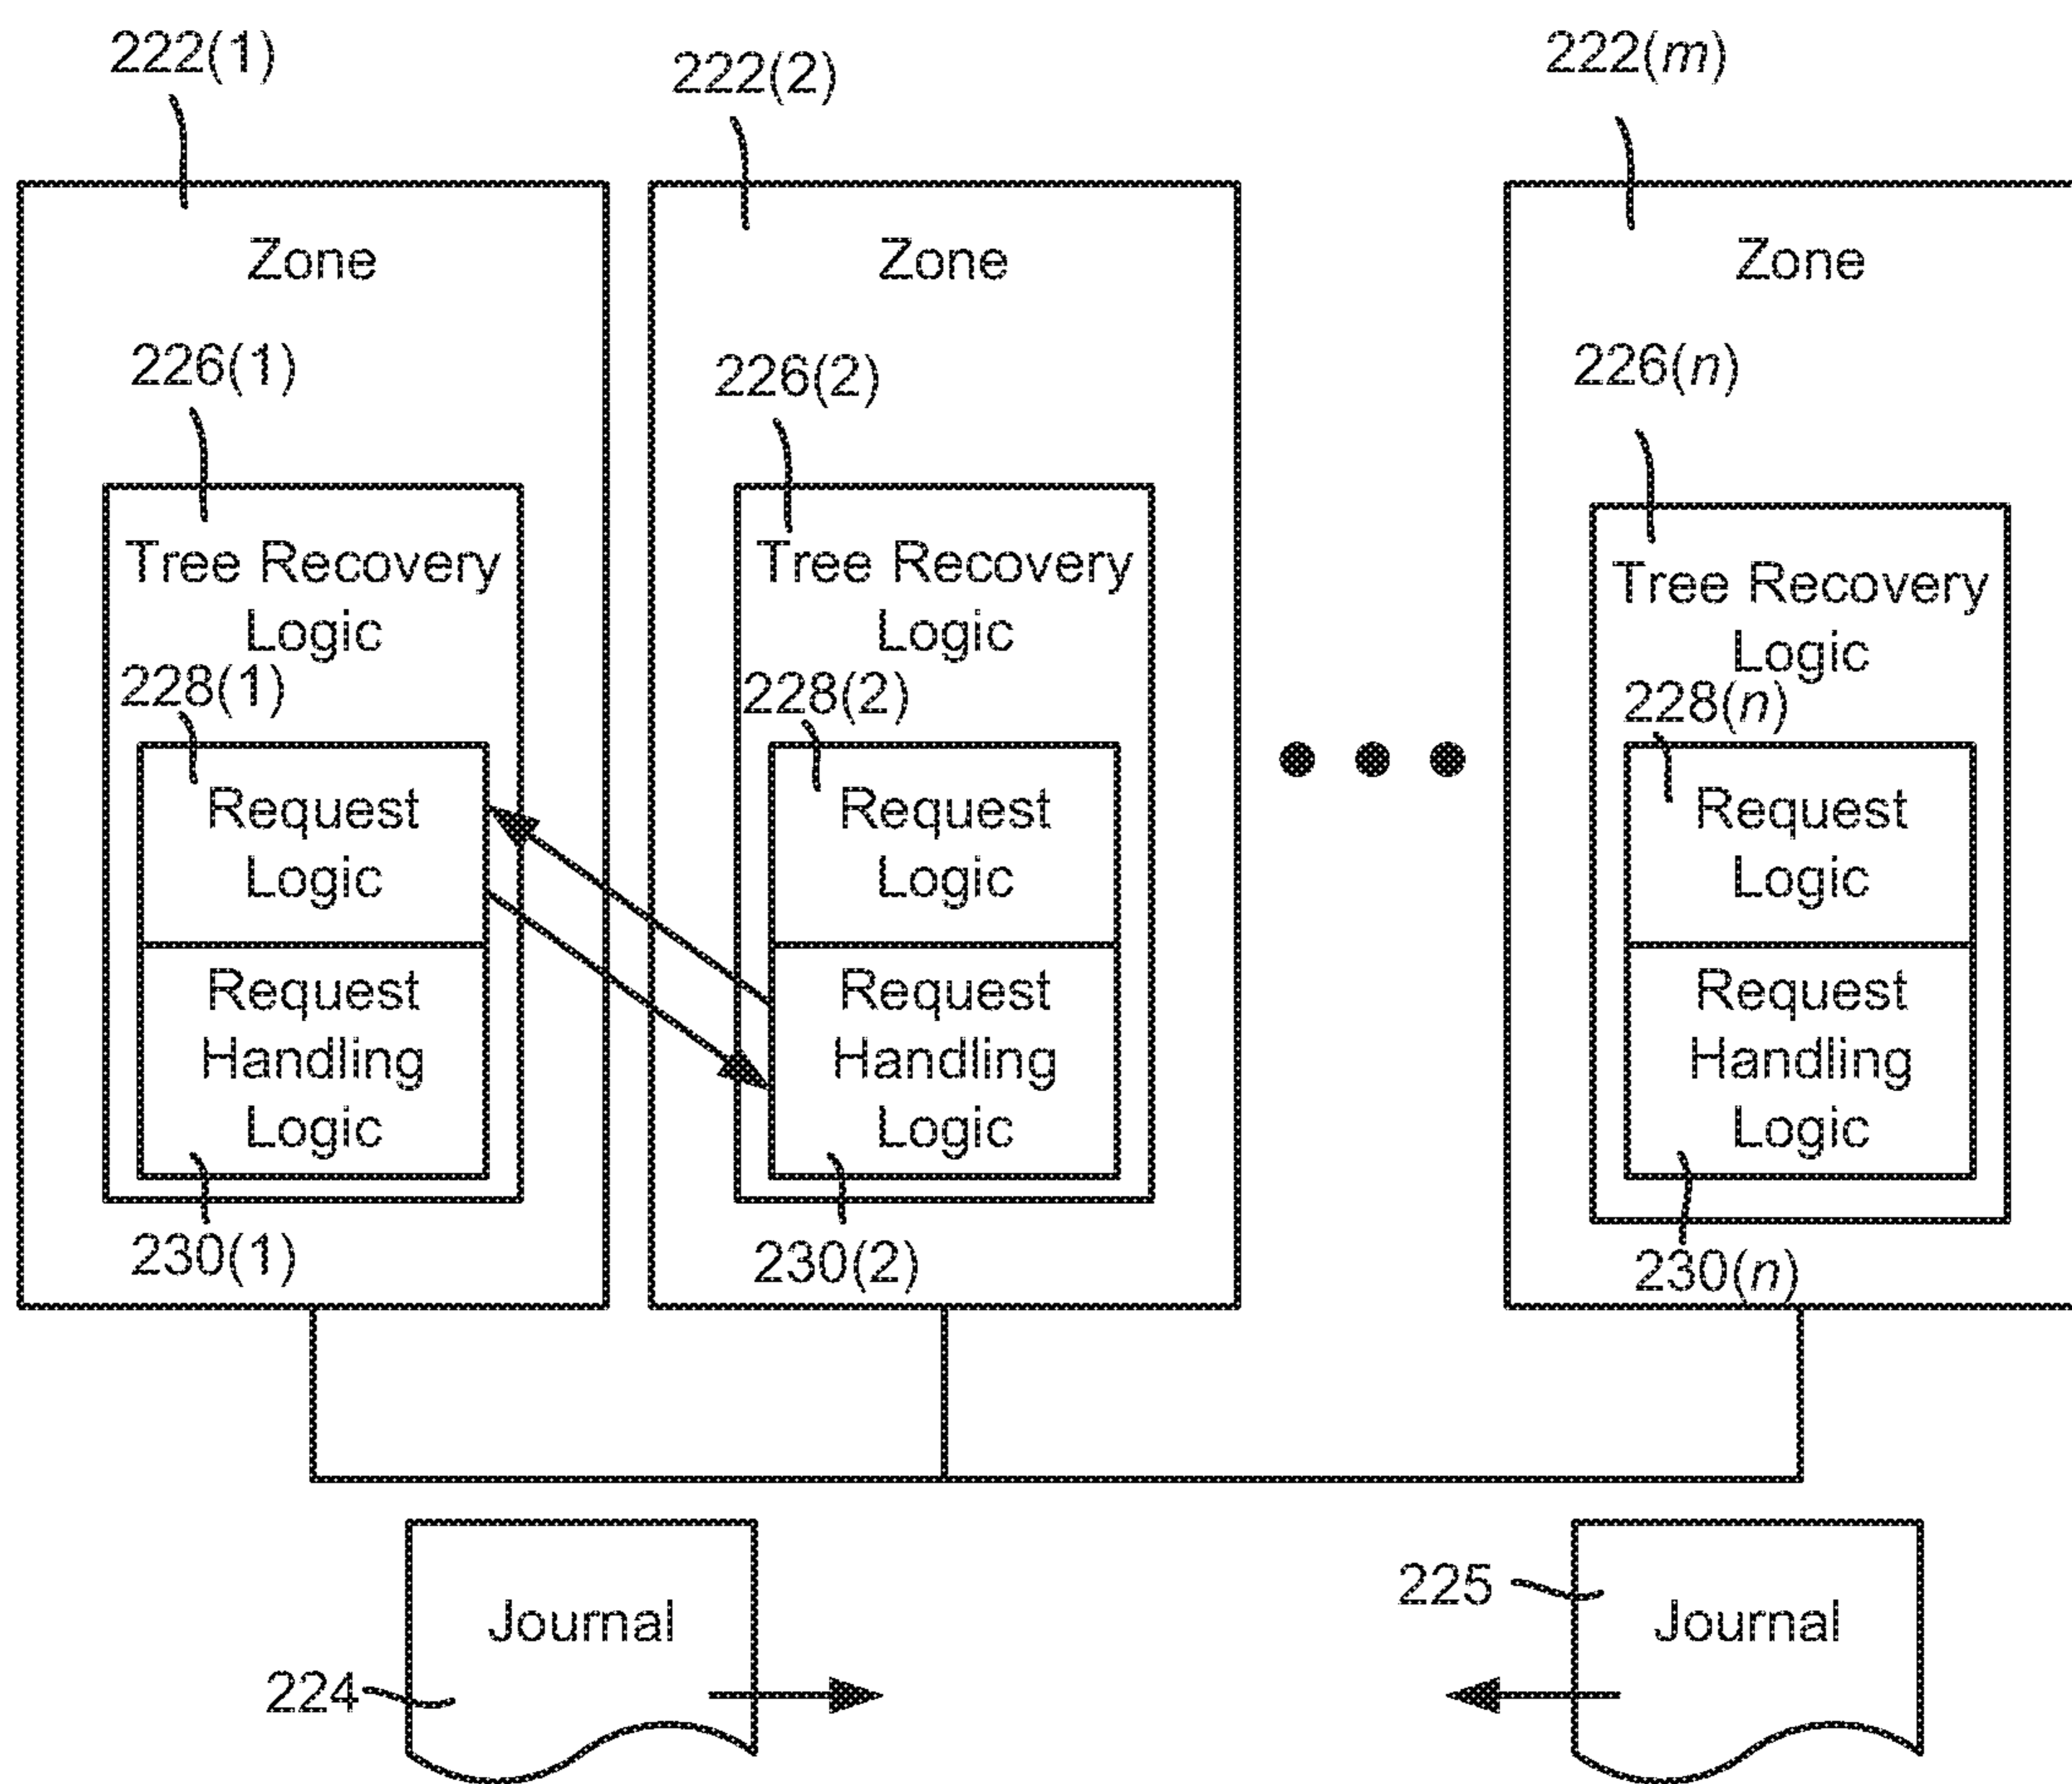 222(1)
222(2)
222(m)
Zone
Zone
Zone
226(1)
226(2)
226(n)
Tree Recovery
Logic
Tree Recovery
Logic
Tree Recovery
Logic
228(1)
228(2)
228(n)
Request
Logic
Request
Logic
Request
Logic
Request
Handling
Logic
Request
Handling
Logic
Request
Handling
Logic
230(1)
230(2)
230(n)
Journal
224
225
Journal